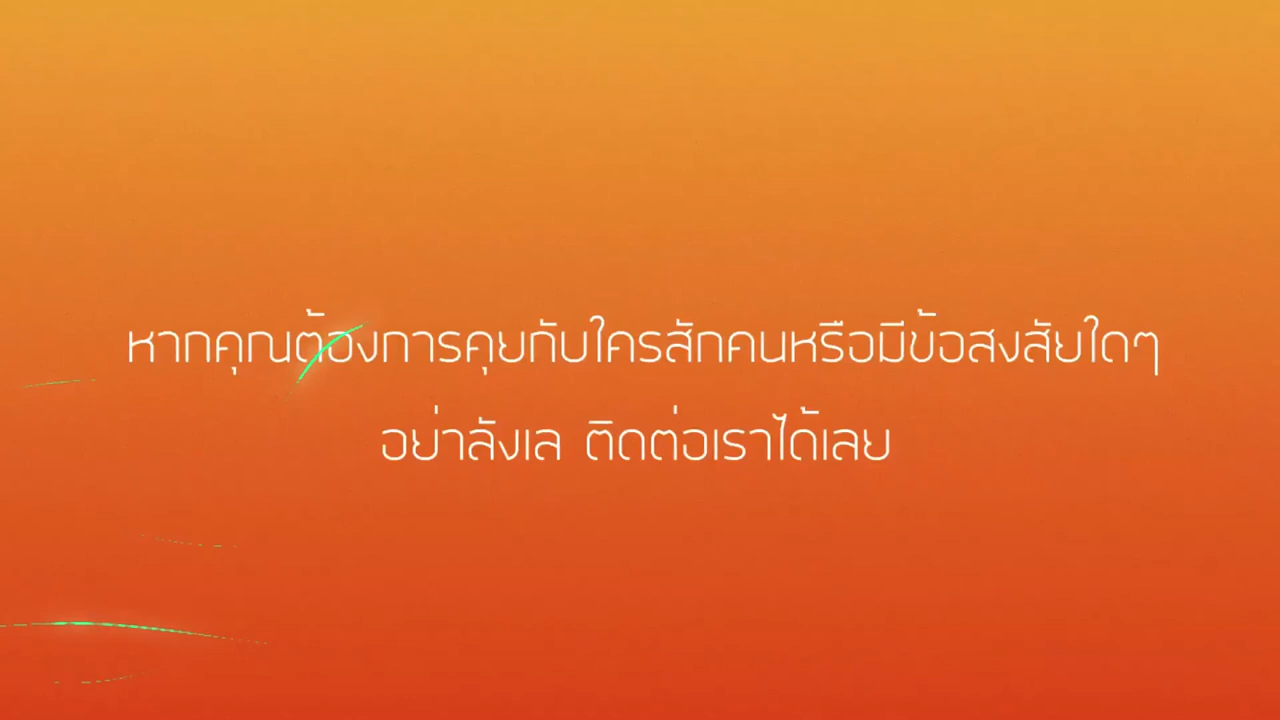 หากคุณต้องการคุยกับใครสักคนหรือมีข้อสงสัยใดๆ
อย่าลังเล ติดต่อเราได้เลย